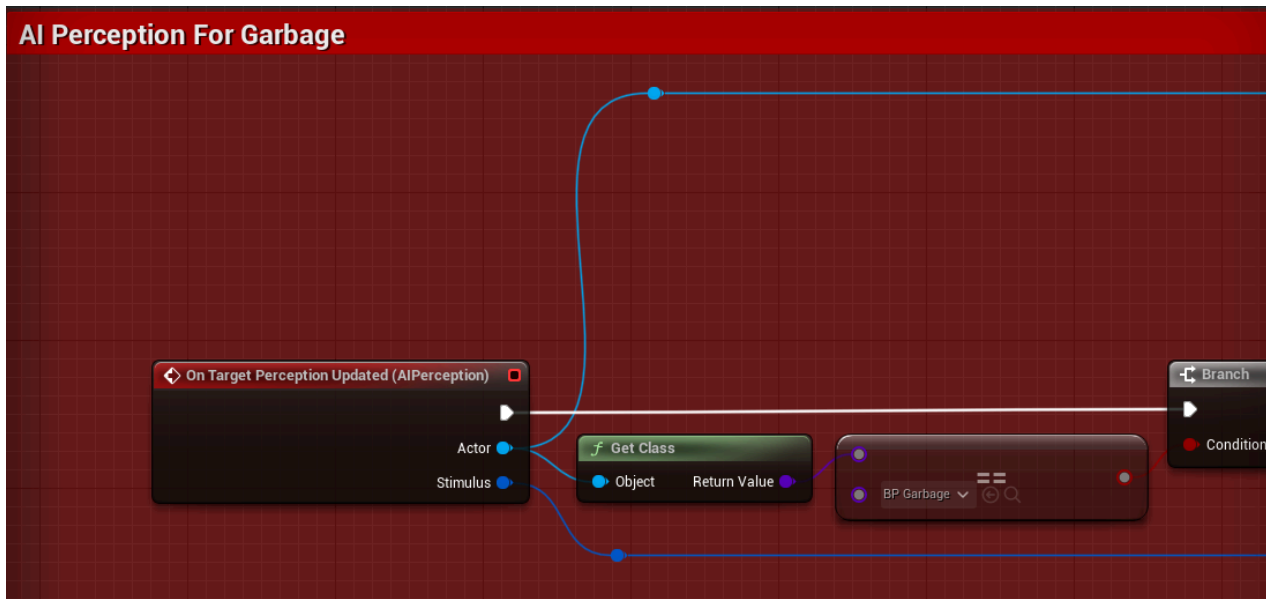 AI Perception For Garbage
On Target Perception Updated (AIPerception)
Branch
Actor
f Get Class
Condition
Stimulus
Object
Return Value
==
BP Garbage